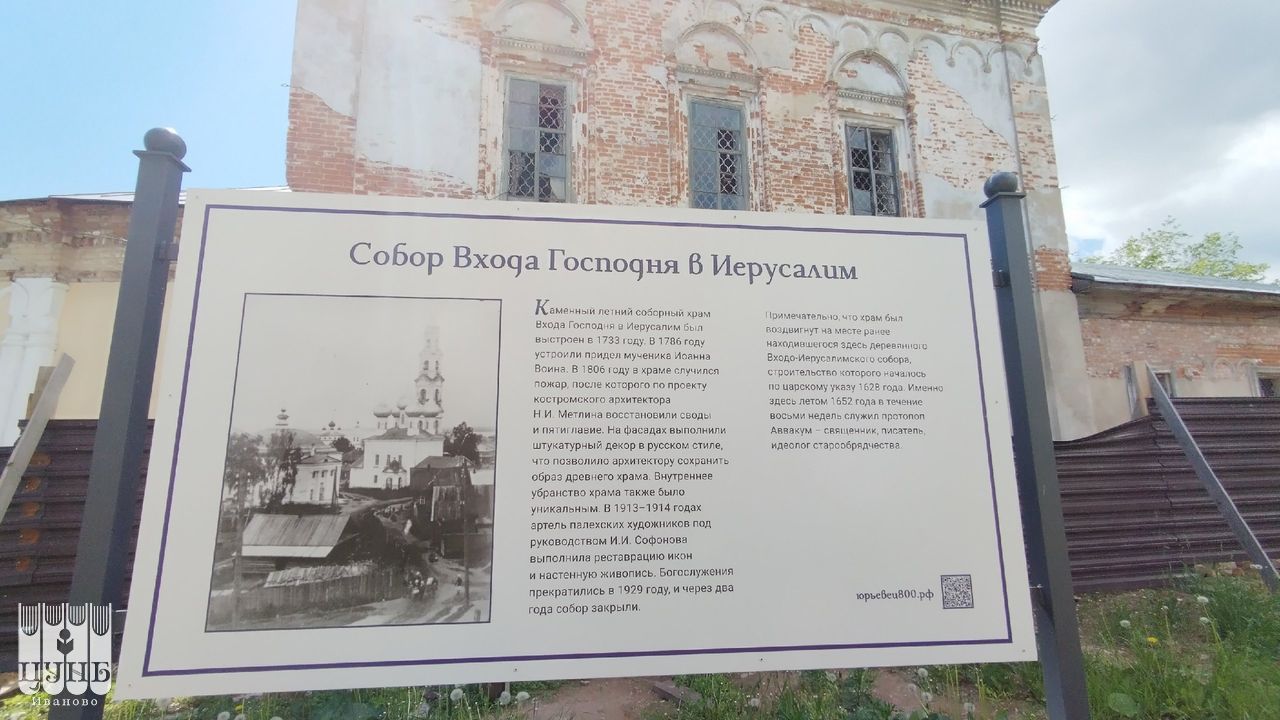 Собор Входа Господня в Иерусалим
Каменный летний соборный храм
Входа Господня в Иерусалим был
выстроен в 1733 году. В 1786 году
устроили придел мученика Иоанна
Воина. В 1806 году в храме случился
пожар, после которого по проекту
костромского архитектора
Н.И. Метлина восстановили своды
и пятиглавие. На фасадах выполнили
штукатурный декор в русском стиле,
что позволило архитектору сохранить
образ древнего храма. Внутреннее
убранство храма также было
уникальным. В 1913–1914 годах
артель палехских художников под
руководством И.И. Софонова
выполнила реставрацию икон
и настенную живопись. Богослужения
прекратились в 1929 году, и через два
года собор закрыли.
Примечательно, что храм был
воздвигнут на месте ранее
находившегося здесь деревянного
Входо-Иерусалимского собора,
строительство которого началось
по царскому указу 1628 года. Именно
здесь летом 1652 года в течение
восьми недель служил протопоп
Аввакум – священник, писатель,
идеолог старообрядчества.
юрьевец800.рф
ЦУНБ
Иваново